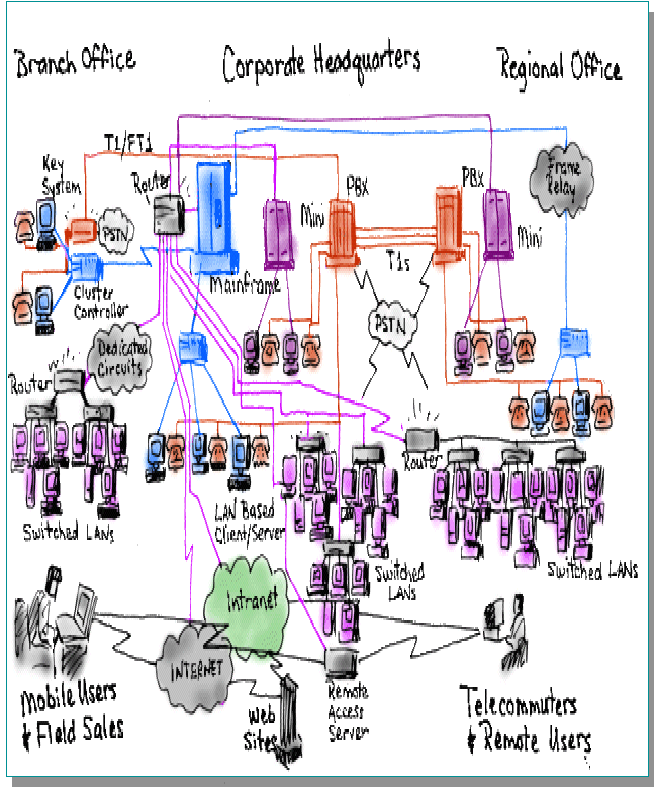 Branch Office
Corporate Headquarters
Regional Office
T1/FT1
Key
System
Router
PBX
PBX
Frame
Relay
PSTN
Mini
Mini
T1s
Mainframe
Cluster
Controller
PSTN
Dedicated
Circuits
Router
Router
LAN Based
Client/Server
Switched LANs
Switched
LANs
Switched LANs
Intranet
INTERNET
Mobile Users
& Field Sales
Web
Sites
Remote
Access
Server
Telecommuters
& Remote Users